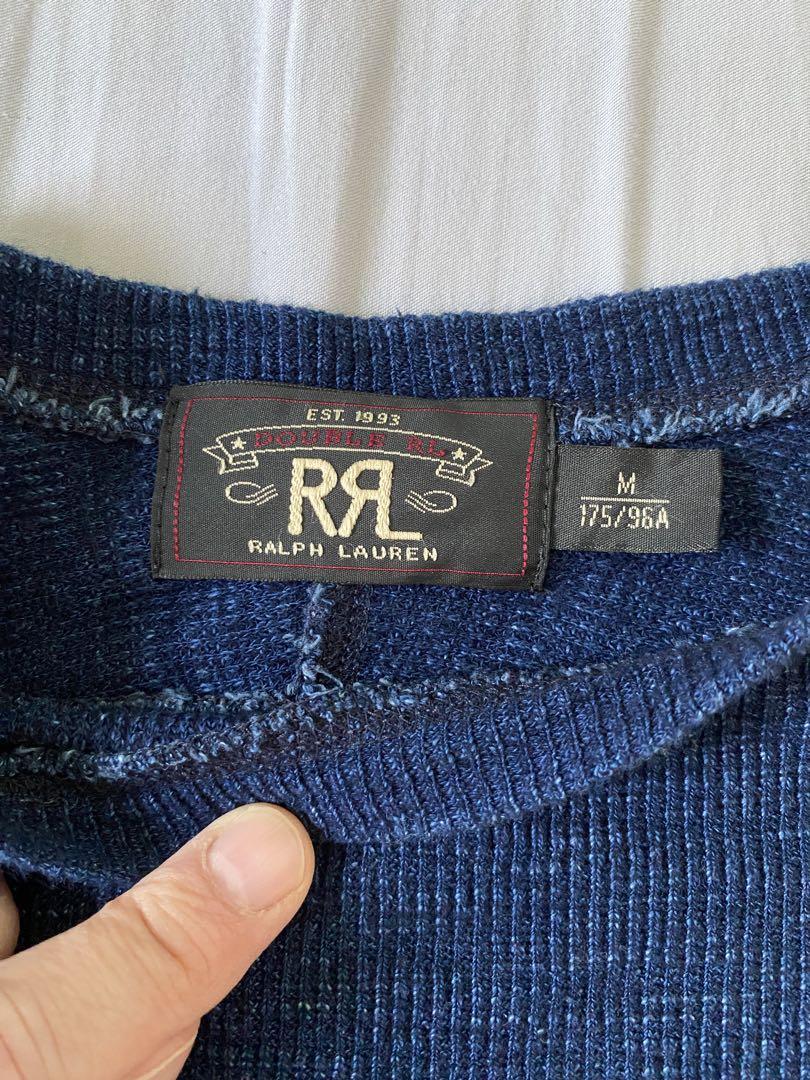 EST. 1993
DOUBLE RL
RRL
RALPH LAUREN
M
175/96A